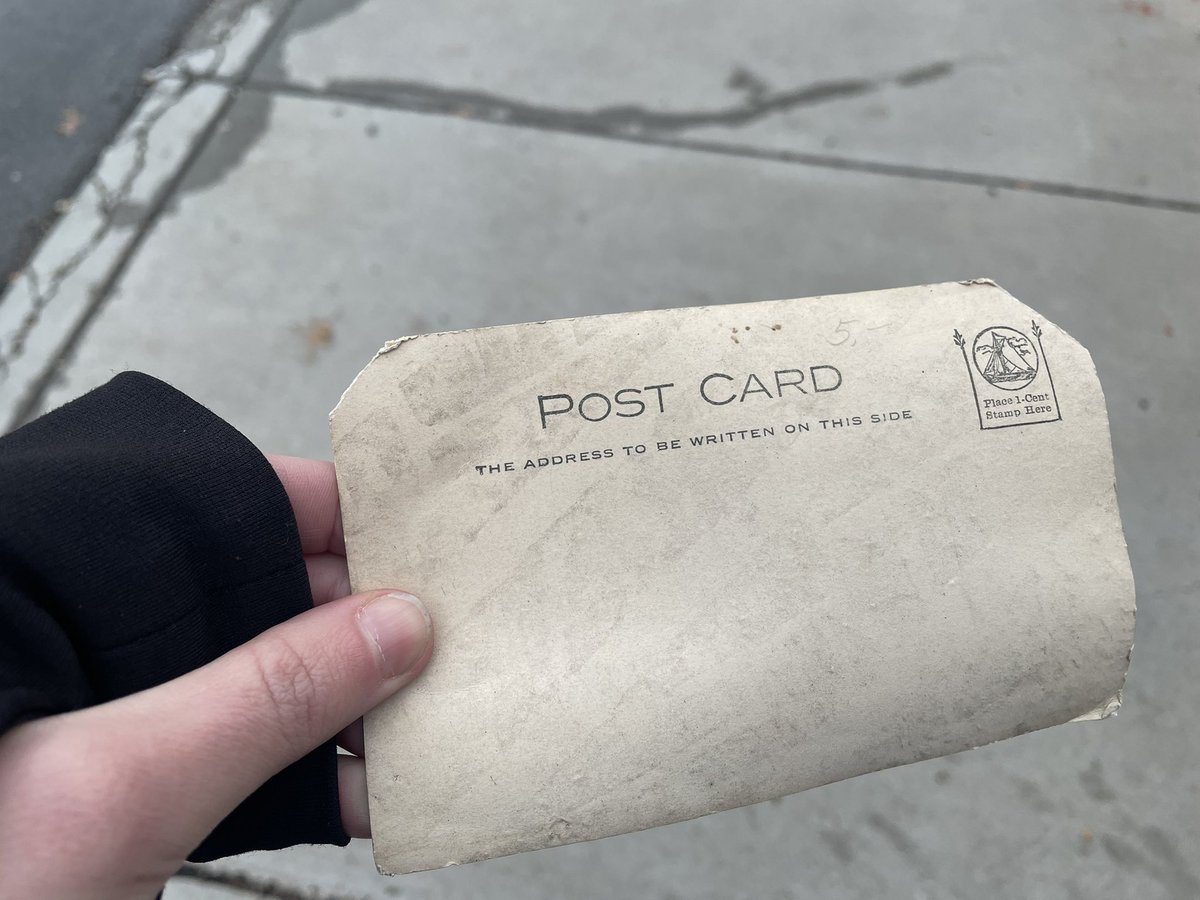 5.-
POST CARD
THE ADDRESS TO BE WRITTEN ON THIS SIDE
Place 1-Cent
Stamp Here